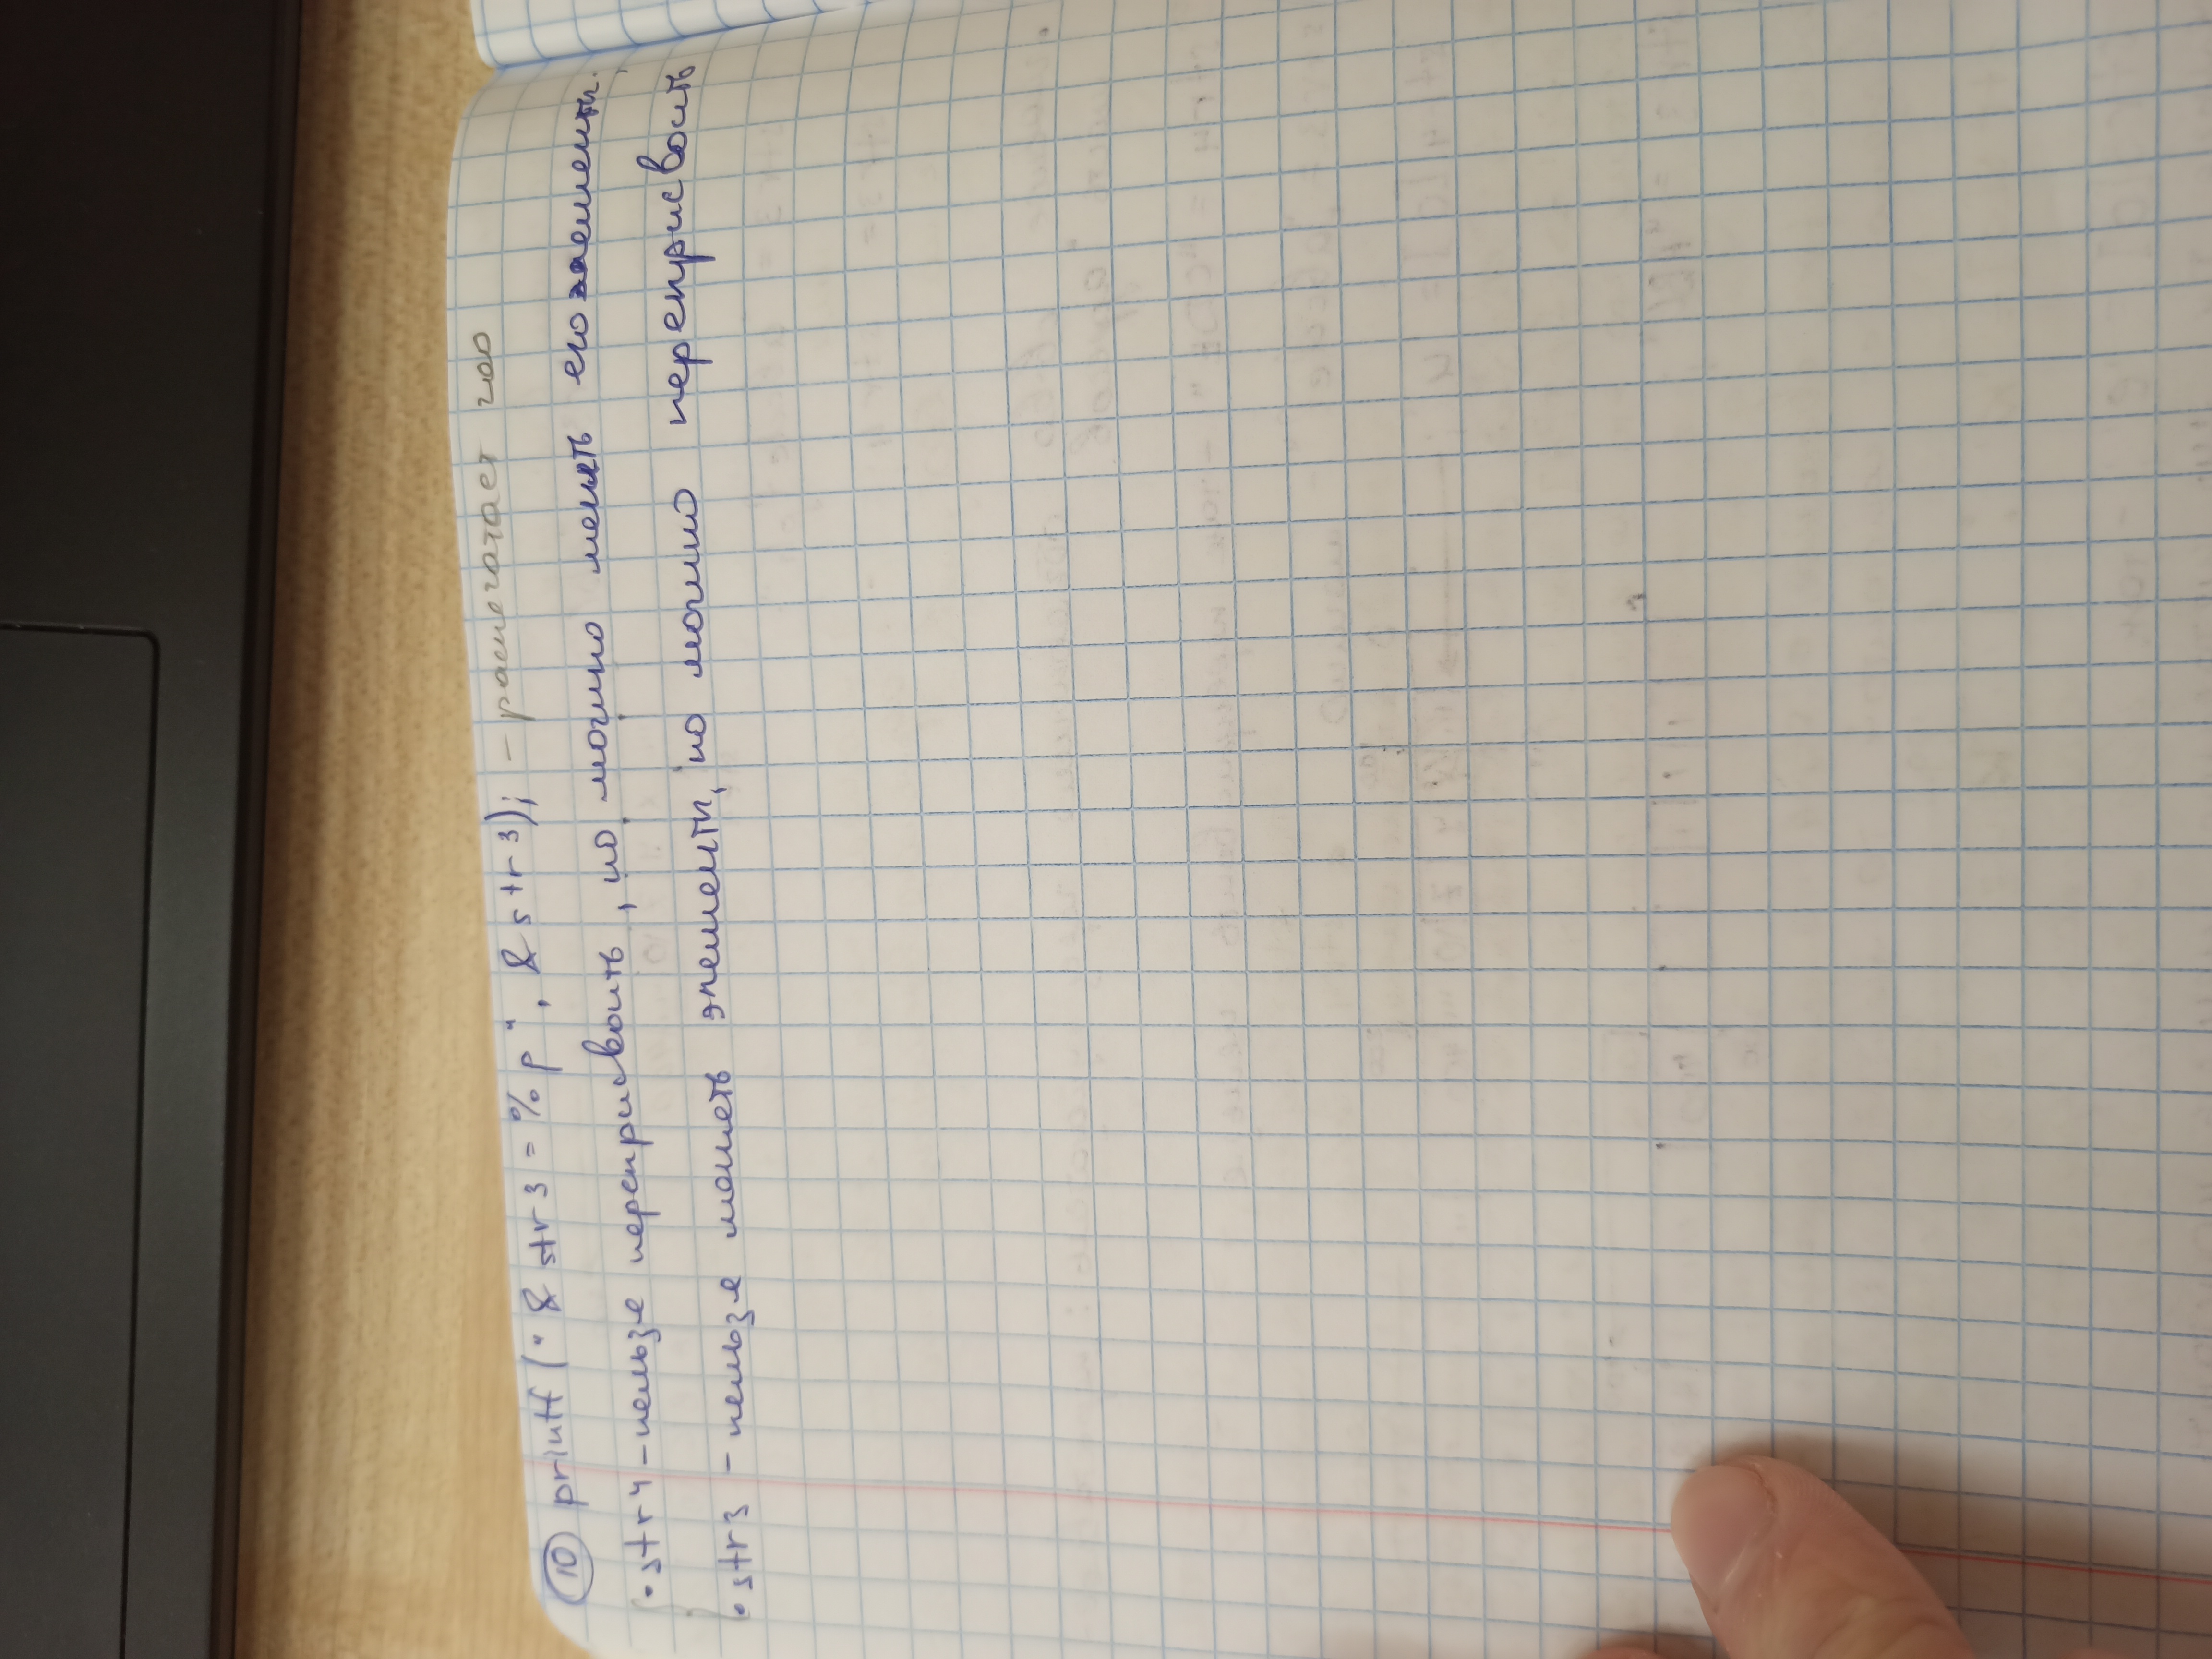 ⑩ printf("&str3 = %p", &str3); – распечатает 200
• str4 – нельзя переприсвоить, но можно менять его элементы;
• str3 – нельзя менять элементы, но можно переприсвоить